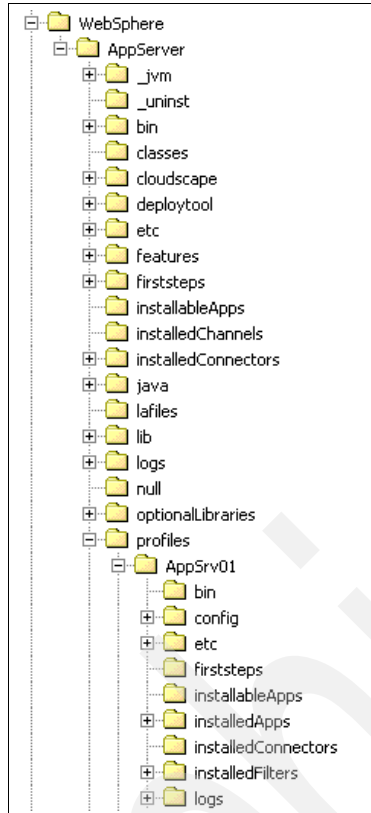 WebSphere
AppServer
_jvm
_uninst
bin
classes
cloudscape
deploytool
etc
features
firststeps
installableApps
installedChannels
installedConnectors
java
lafiles
lib
logs
null
optionalLibraries
profiles
AppSrv01
bin
config
etc
firststeps
installableApps
installedApps
installedConnectors
installedFilters
logs